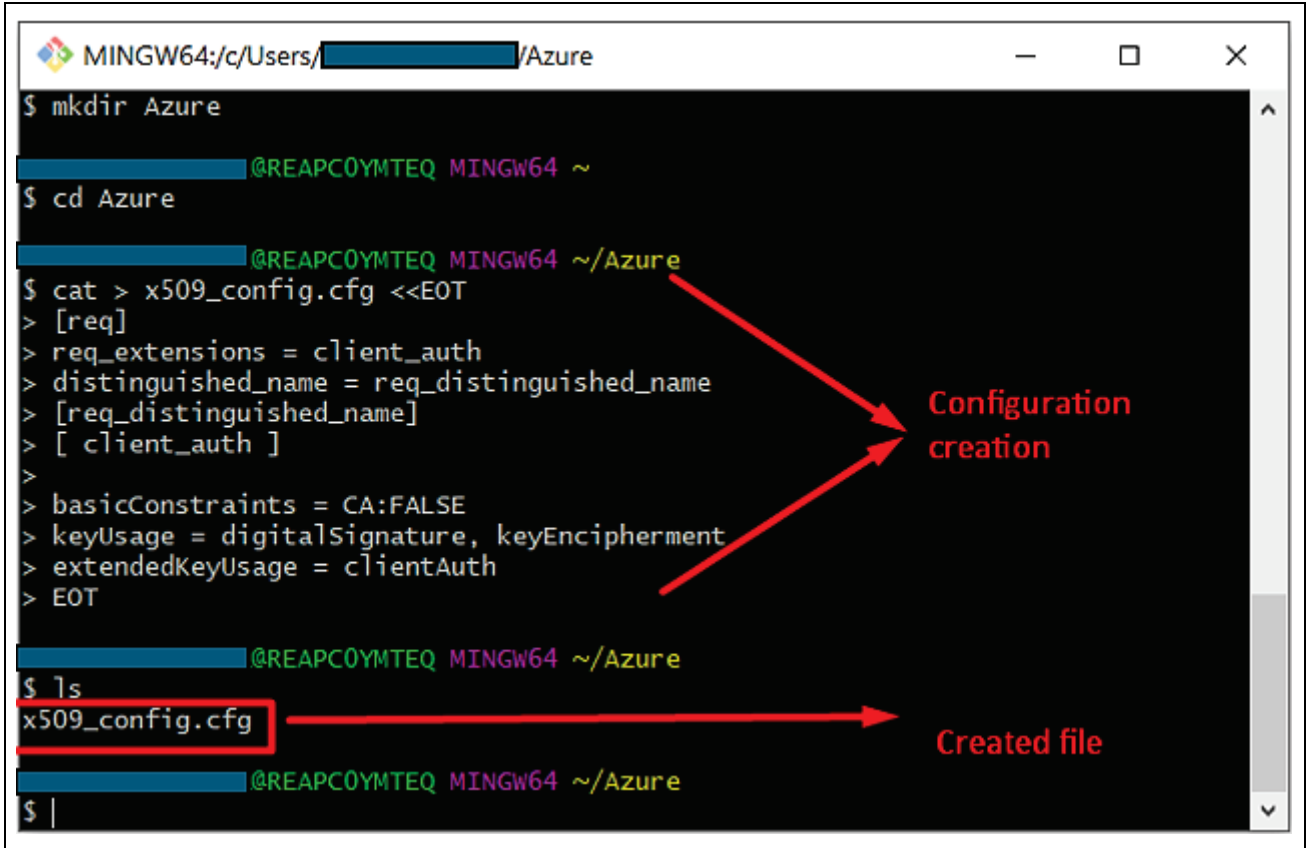 MINGW64:/c/Users/ /Azure
$ mkdir Azure
@REAPC0YMTEQ MINGW64 ~
$ cd Azure
@REAPC0YMTEQ MINGW64 ~/Azure
$ cat > x509_config.cfg <<EOT
> [req]
> req_extensions = client_auth
> distinguished_name = req_distinguished_name
> [req_distinguished_name]
> [ client_auth ]
>
> basicConstraints = CA:FALSE
> keyUsage = digitalSignature, keyEncipherment
> extendedKeyUsage = clientAuth
> EOT
Configuration
creation
@REAPC0YMTEQ MINGW64 ~/Azure
$ ls
x509_config.cfg
Created file
@REAPC0YMTEQ MINGW64 ~/Azure
$